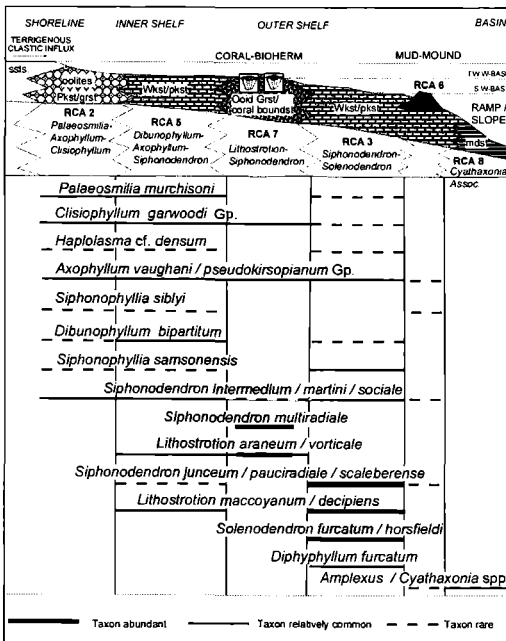 SHORELINE INNER SHELF OUTER SHELF BASIN
TERRIGENOUS
CLASTIC INFLUX
CORAL-BIOHERM MUD-MOUND
ssls
oolites
Pkst/grst
Wkst/pkst
Ooid Grst/
coral boundst
Wkst/pkst
RCA 6
F W W-BASE
S W B-BASE
RAMP /
SLOPE
mdst
RCA 2
Palaeosmilia-
Axophyllum-
Clisiophyllum
RCA 5
Dibunophyllum-
Axophyllum-
Siphonodendron
RCA 7
Lithostrotion-
Siphonodendron
RCA 3
Siphonodendron-
Solenodendron
RCA 8
Cyathaxonia
Assoc
Palaeosmilia murchisoni
Clisiophyllum garwoodi Gp.
Haplolasma cf. densum
Axophyllum vaughani / pseudokirsopianum Gp.
Siphonophyllia siblyi
Dibunophyllum bipartitum
Siphonophyllia samsonensis
Siphonodendron intermedium / martini / sociale
Siphonodendron multiradiale
Lithostrotion araneum / vorticale
Siphonodendron junceum / pauciradiale / scaleberense
Lithostrotion maccoyanum / decipiens
Solenodendron furcatum / horsfieldi
Diphyphyllum furcatum
Amplexus / Cyathaxonia spp
Taxon abundant Taxon relatively common Taxon rare